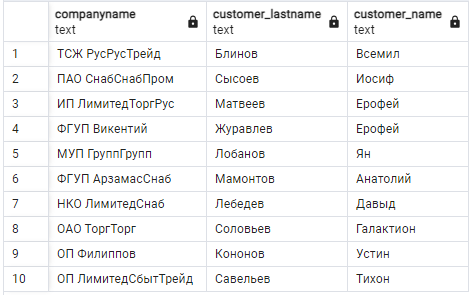 companyname customer_lastname customer_name
text text text
1 ТСЖ РусРусТрейд Блинов Всемил
2 ПАО СнабСнабПром Сысоев Иосиф
3 ИП ЛимитедТоргРус Матвеев Ерофей
4 ФГУП Викентий Журавлев Ерофей
5 МУП ГруппГрупп Лобанов Ян
6 ФГУП АрзамасСнаб Мамонтов Анатолий
7 НКО ЛимитедСнаб Лебедев Давыд
8 ОАО ТоргТорг Соловьев Галактион
9 ОП Филиппов Кононов Устин
10 ОП ЛимитедСбытТрейд Савельев Тихон